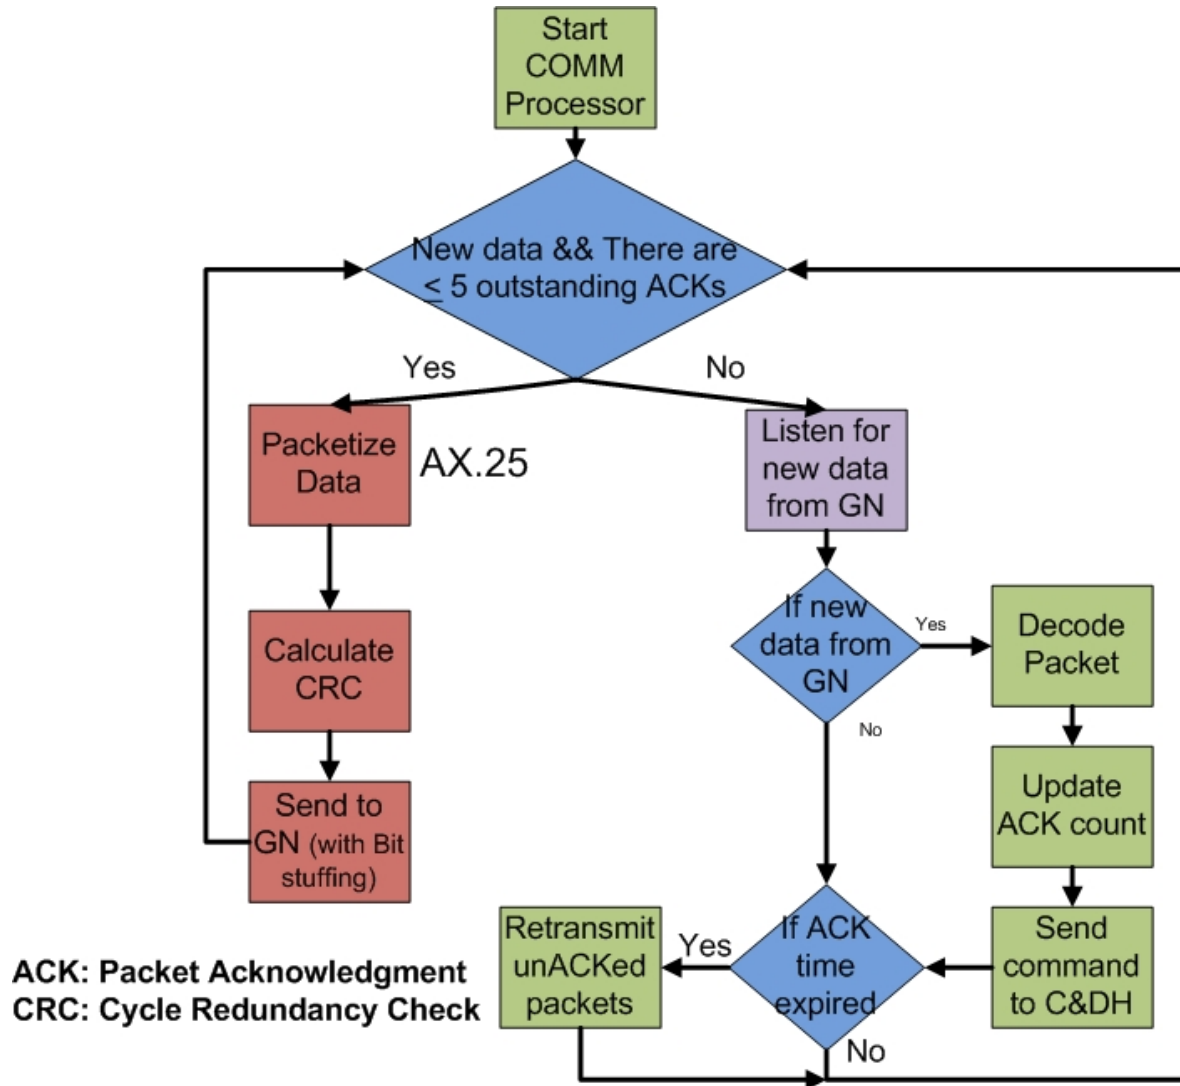 Start
COMM
Processor
New data && There are
≤ 5 outstanding ACKs
Yes
No
Packetize
Data
AX.25
Listen for
new data
from GN
Calculate
CRC
If new
data from
GN
Yes
No
Decode
Packet
Update
ACK count
Send to
GN (with Bit
stuffing)
Retransmit
unACKed
packets
Yes
If ACK
time
expired
No
Send
command
to C&DH
ACK: Packet Acknowledgment
CRC: Cycle Redundancy Check